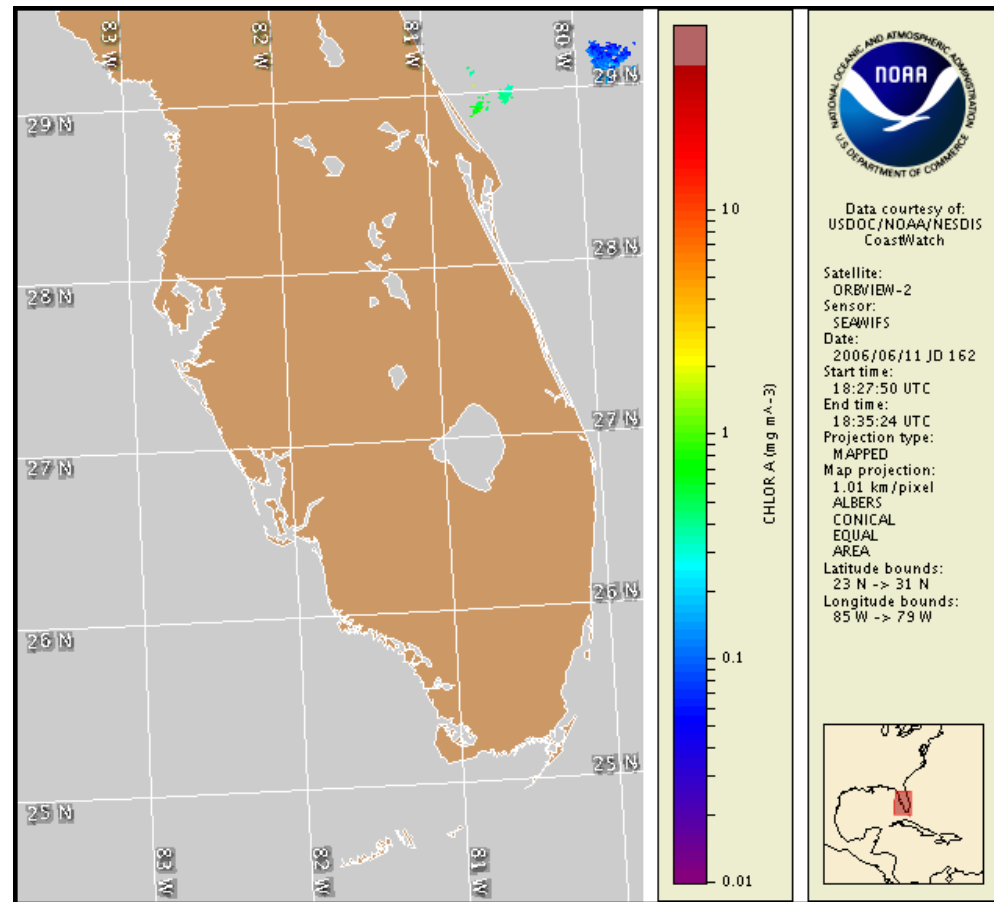 83 W
82 W
81 W
80 W
29 N
29 N
28 N
28 N
27 N
27 N
26 N
26 N
25 N
25 N
83 W
82 W
81 W
10
1
0.1
0.01
CHLOR A (mg m^-3)
NATIONAL OCEANIC AND ATMOSPHERIC ADMINISTRATION
NOAA
U.S. DEPARTMENT OF COMMERCE
Data courtesy of:
USDOC/NOAA/NESDIS
CoastWatch
Satellite:
ORBVIEW-2
Sensor:
SEAWIFS
Date:
2006/06/11 JD 162
Start time:
18:27:50 UTC
End time:
18:35:24 UTC
Projection type:
MAPPED
Map projection:
1.01 km/pixel
ALBERS
CONICAL
EQUAL
AREA
Latitude bounds:
23 N -> 31 N
Longitude bounds:
85 W -> 79 W